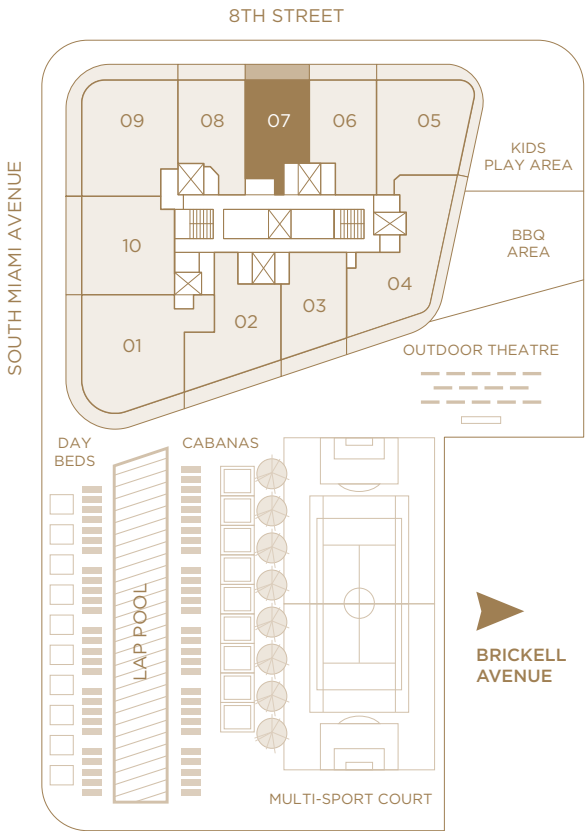 8TH STREET
09
08
07
06
05
KIDS
PLAY AREA
SOUTH MIAMI AVENUE
10
BBQ
AREA
04
03
02
01
OUTDOOR THEATRE
DAY
BEDS
CABANAS
LAP POOL
BRICKELL
AVENUE
MULTI-SPORT COURT